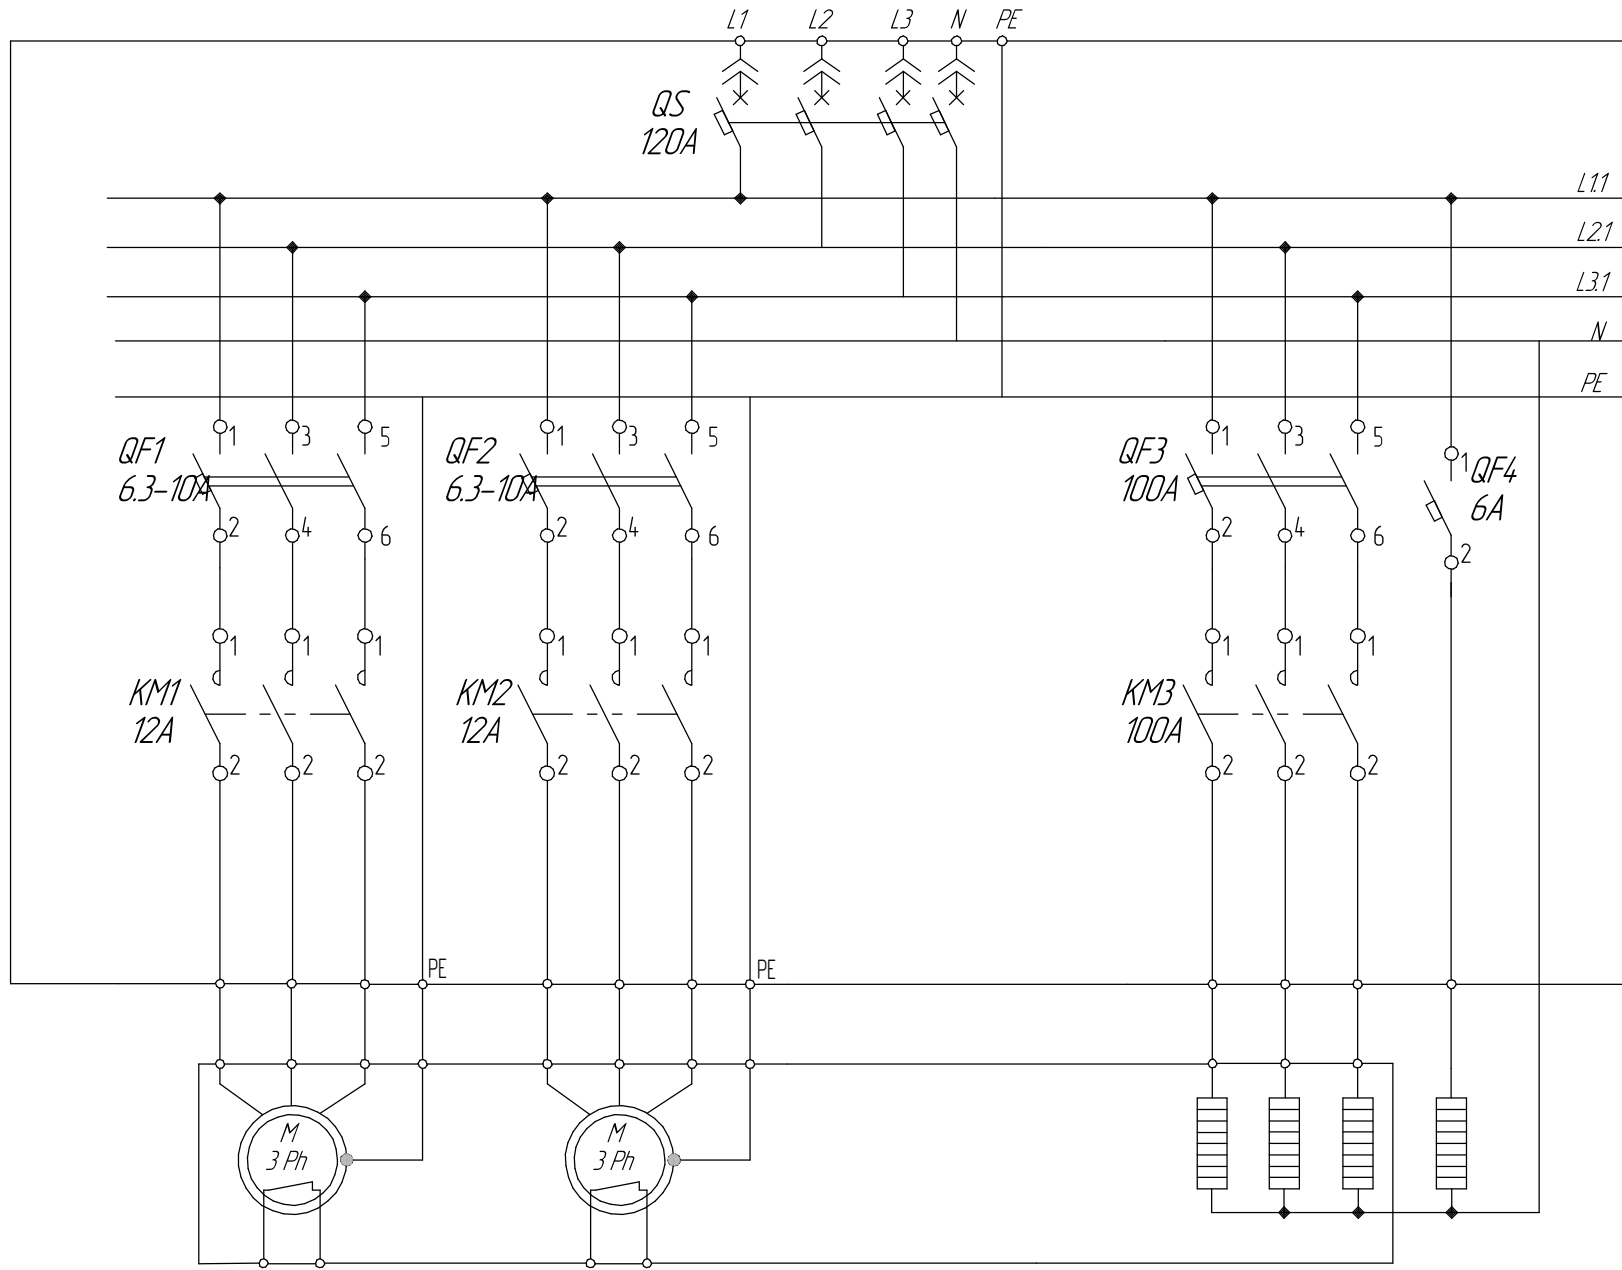 L1 L2 L3 N PE
QS
120A
L1.1
L2.1
L3.1
N
PE
1 3 5 1 3 5 1 3 5
QF1 QF2 QF3 1 QF4
6.3-10A 6.3-10A 100A 6A
2 4 6 2 4 6 2 4 6 2
1 1 1 1 1 1 1 1 1
KM1 KM2 KM3
12A 12A 100A
2 2 2 2 2 2 2 2 2
PE PE
M M
3 Ph 3 Ph